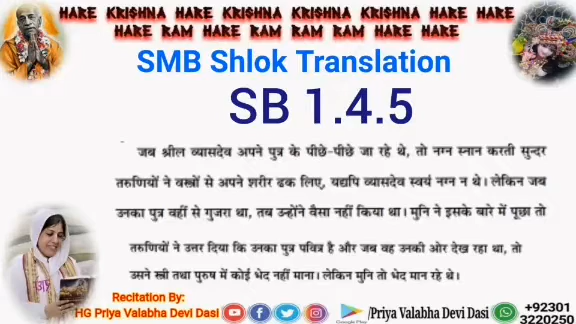 HARE KRISHNA HARE KRISHNA KRISHNA KRISHNA HARE HARE
HARE RAM HARE RAM RAM RAM HARE HARE
SMB Shlok Translation
SB 1.4.5
जब श्रील व्यासदेव अपने पुत्र के पीछे-पीछे जा रहे थे, तो नग्न स्नान करती सुन्दर
तरुणियों ने वस्त्रों से अपने शरीर ढक लिए, यद्यपि व्यासदेव स्वयं नग्न न थे। लेकिन जब
उनका पुत्र वहीं से गुजरा था, तब उन्होंने वैसा नहीं किया था। मुनि ने इसके बारे में पूछा तो
तरुणियों ने उत्तर दिया कि उनका पुत्र पवित्र है और जब वह उनकी ओर देख रहा था, तो
उसने स्त्री तथा पुरुष में कोई भेद नहीं माना। लेकिन मुनि तो भेद मान रहे थे।
Recitation By:
HG Priya Valabha Devi Dasi
Google Play
/Priya Valabha Devi Dasi
+92301
3220250